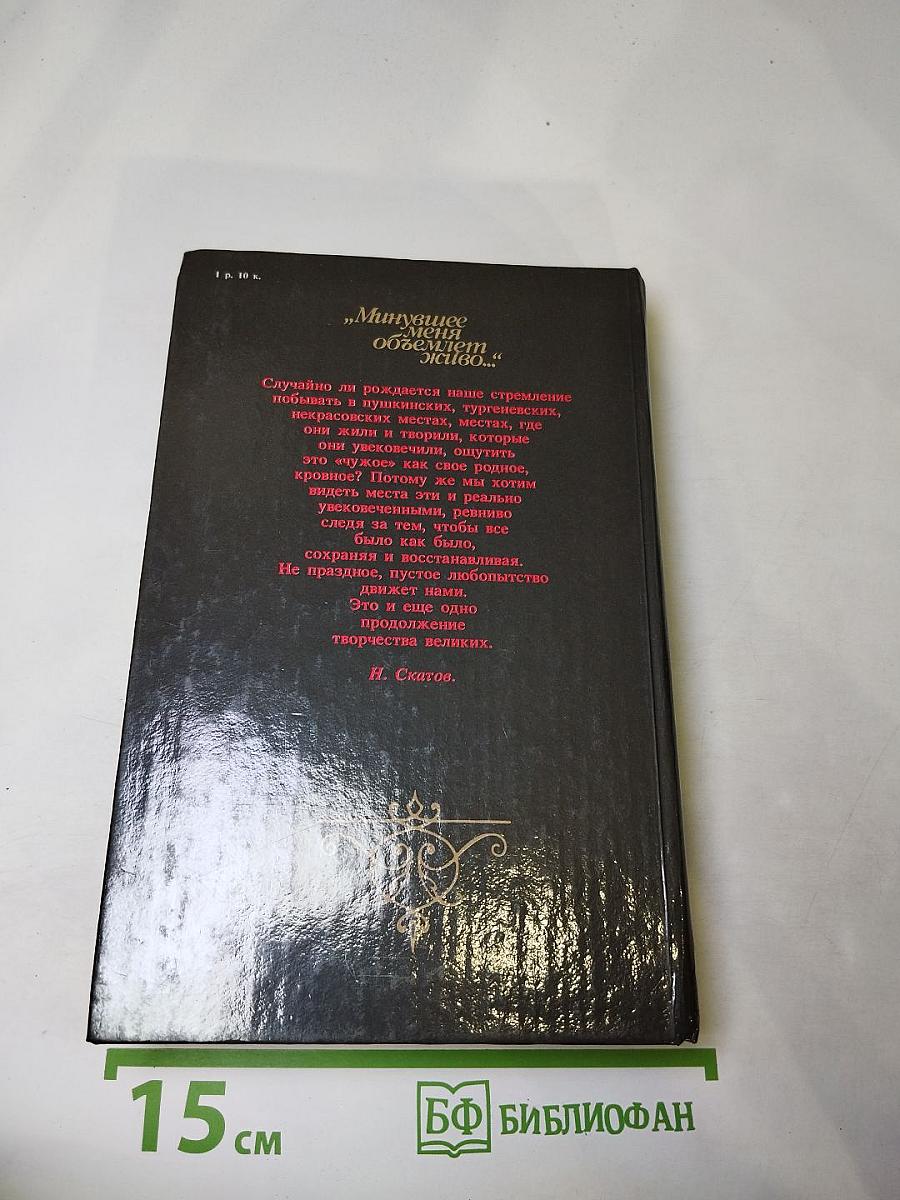 1 р. 10 к.
„Минувшее
меня
объемлет
живо...“
Случайно ли рождается наше стремление
побывать в пушкинских, тургеневских,
некрасовских местах, местах, где
они жили и творили, которые
они увековечили, ощутить
это «чужое» как свое родное,
кровное? Потому же мы хотим
видеть места эти и реально
увековеченными, ревниво
следя за тем, чтобы все
было как было,
сохраняя и восстанавливая.
Не праздное, пустое любопытство
движет нами.
Это и еще одно
продолжение
творчества великих.
Н. Скатов.
15 см
БФ БИБЛИОФАН